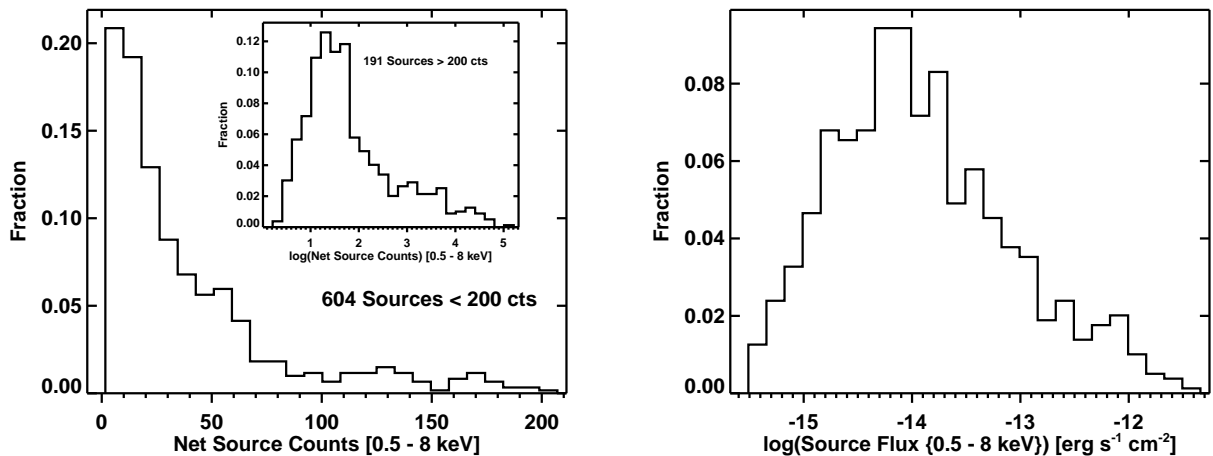 0.20
0.15
0.10
0.05
0.00
Fraction
0 50 100 150 200
Net Source Counts [0.5 - 8 keV]
604 Sources < 200 cts
0.12
0.10
0.08
0.06
0.04
0.02
0.00
Fraction
191 Sources > 200 cts
1 2 3 4 5
log(Net Source Counts) [0.5 - 8 keV]
0.08
0.06
0.04
0.02
0.00
Fraction
-15 -14 -13 -12
log(Source Flux {0.5 - 8 keV}) [erg s⁻¹ cm⁻²]